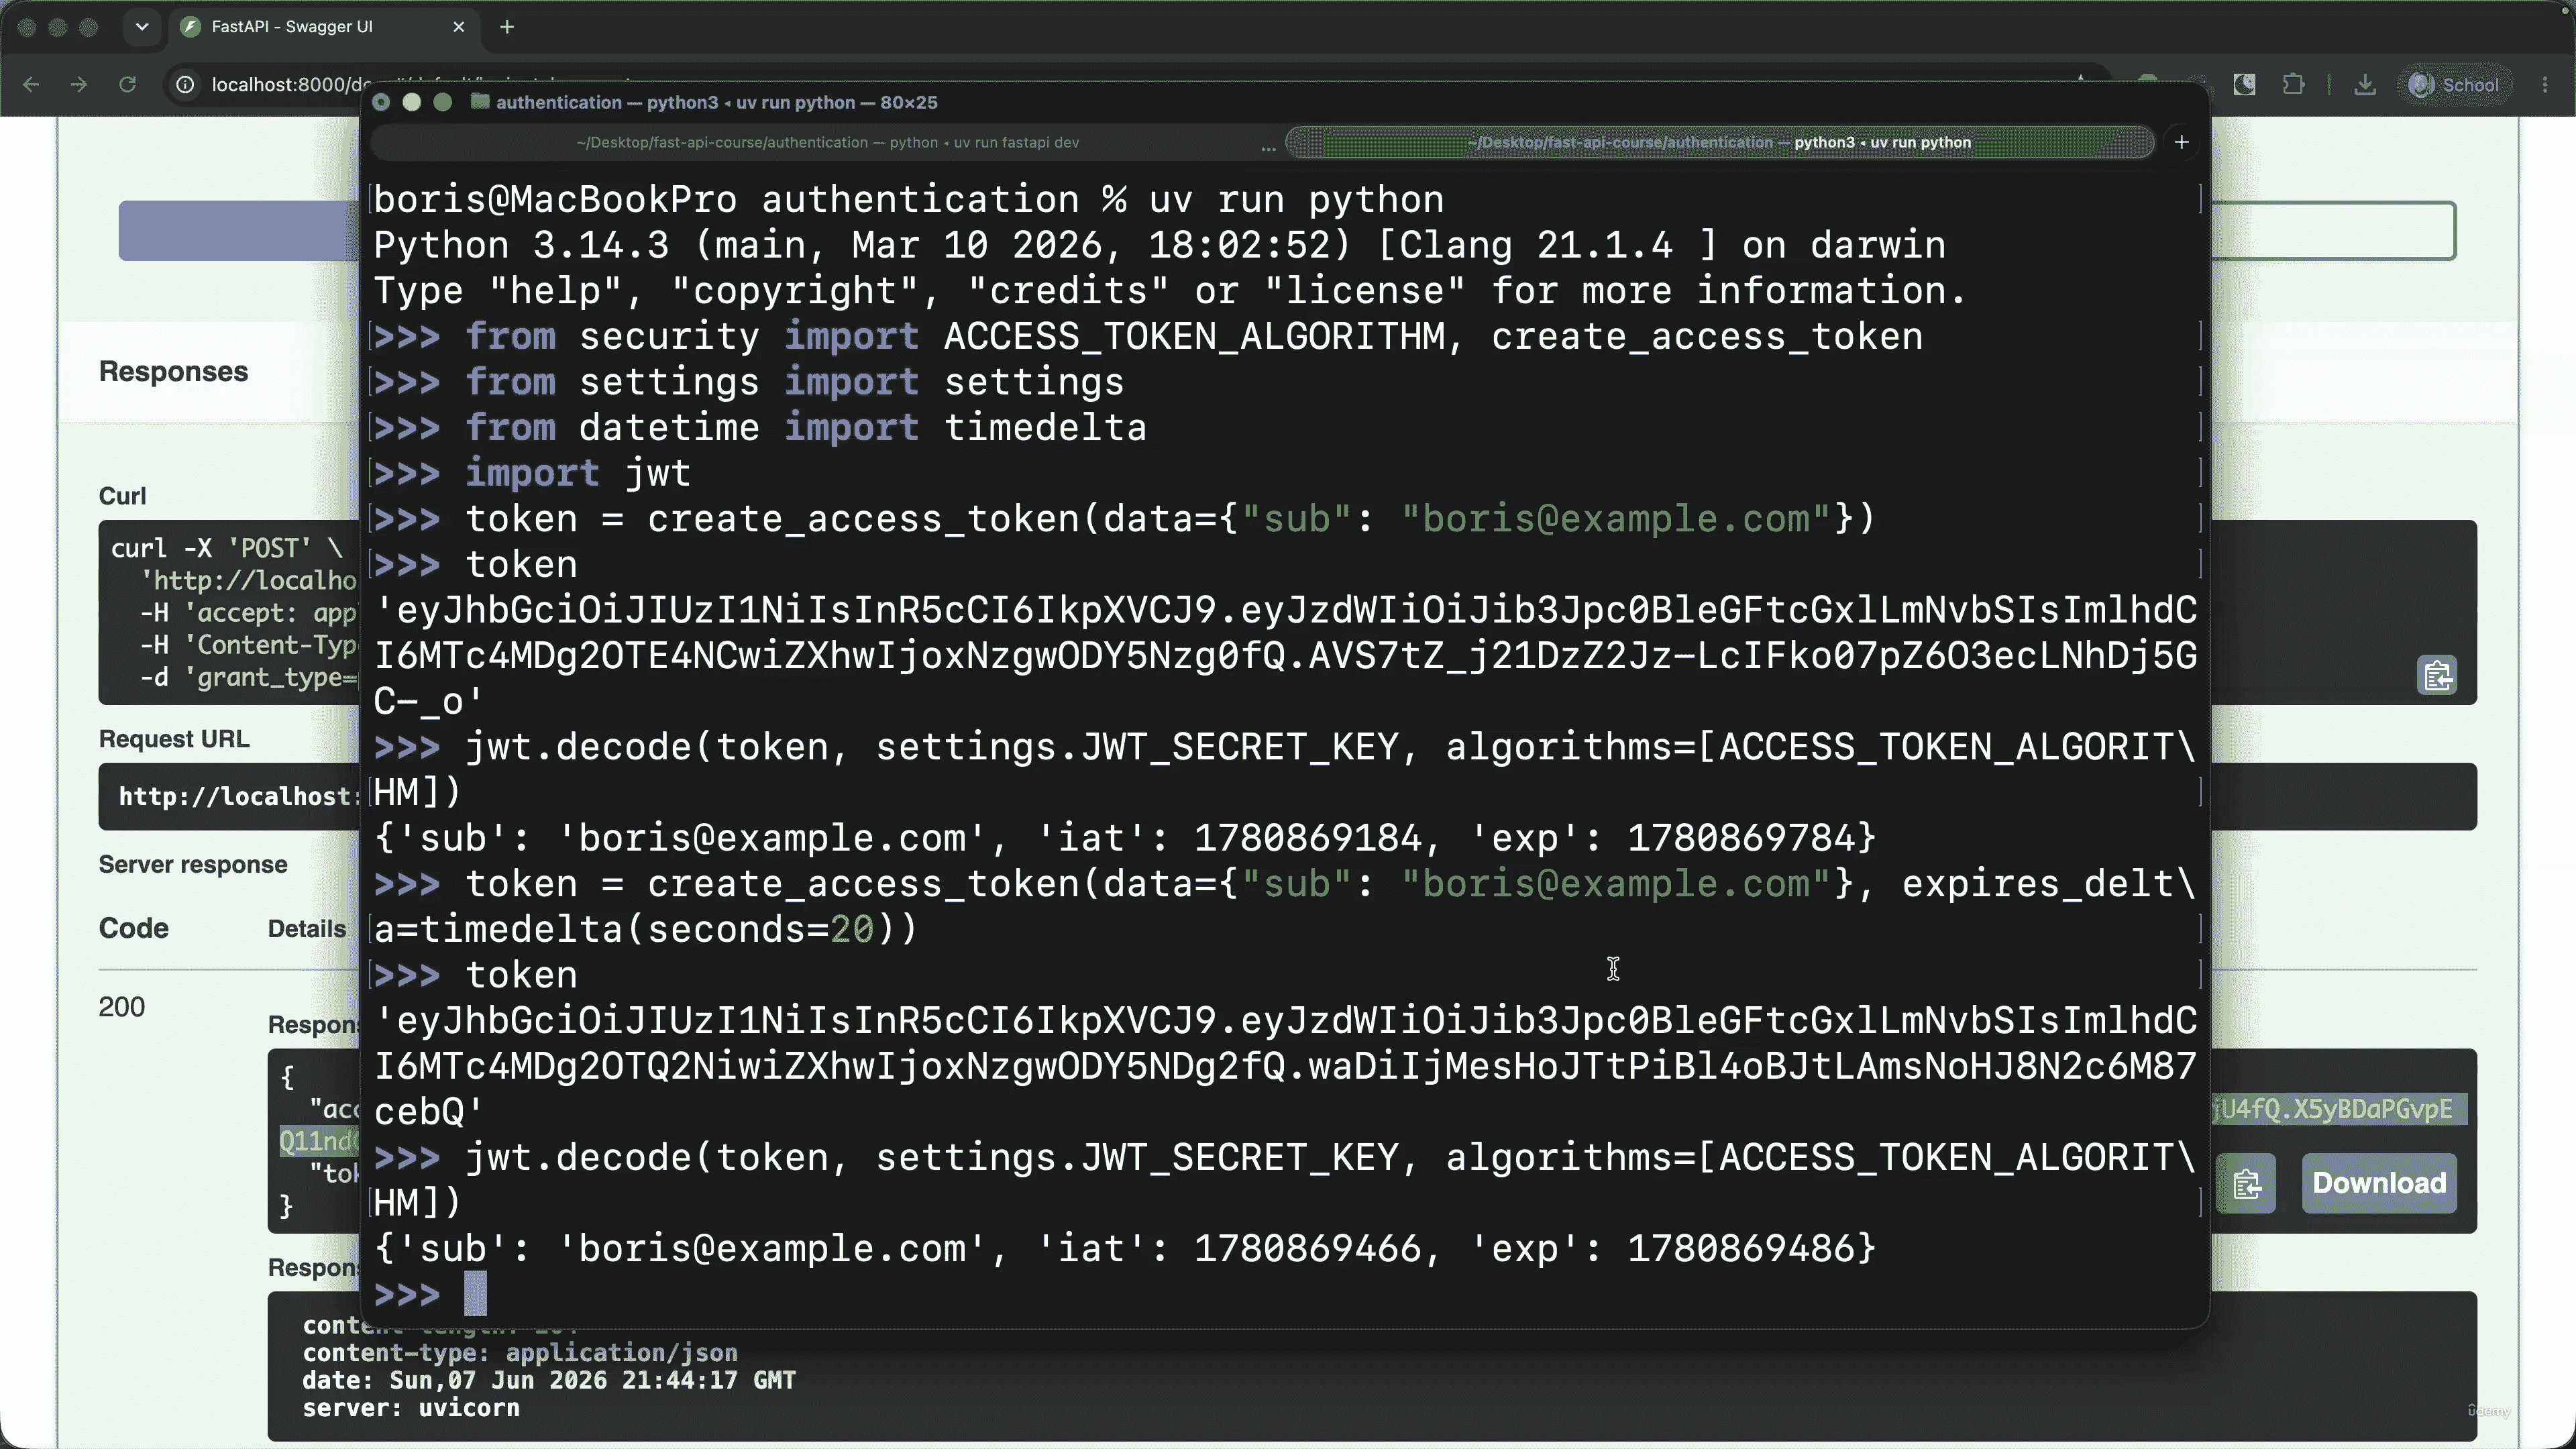 FastAPI - Swagger UI
localhost:8000/do
School
authentication — python3 ◂ uv run python — 80×25
~/Desktop/fast-api-course/authentication — python ◂ uv run fastapi dev
...
~/Desktop/fast-api-course/authentication — python3 ◂ uv run python
boris@MacBookPro authentication % uv run python
Python 3.14.3 (main, Mar 10 2026, 18:02:52) [Clang 21.1.4 ] on darwin
Type "help", "copyright", "credits" or "license" for more information.
>>> from security import ACCESS_TOKEN_ALGORITHM, create_access_token
>>> from settings import settings
>>> from datetime import timedelta
>>> import jwt
>>> token = create_access_token(data={"sub": "boris@example.com"})
>>> token
'eyJhbGciOiJIUzI1NiIsInR5cCI6IkpXVCJ9.eyJzdWIiOiJib3Jpc0BleGFtcGxlLmNvbSIsImlhdC
I6MTc4MDg2OTE4NCwiZXhwIjoxNzgwODY5Nzg0fQ.AVS7tZ_j21DzZ2Jz-LcIFko07pZ6O3ecLNhDj5G
C-_o'
>>> jwt.decode(token, settings.JWT_SECRET_KEY, algorithms=[ACCESS_TOKEN_ALGORIT\
HM])
{'sub': 'boris@example.com', 'iat': 1780869184, 'exp': 1780869784}
>>> token = create_access_token(data={"sub": "boris@example.com"}, expires_delt\
a=timedelta(seconds=20))
>>> token
'eyJhbGciOiJIUzI1NiIsInR5cCI6IkpXVCJ9.eyJzdWIiOiJib3Jpc0BleGFtcGxlLmNvbSIsImlhdC
I6MTc4MDg2OTQ2NiwiZXhwIjoxNzgwODY5NDg2fQ.waDiIjMesHoJTtPiBl4oBJtLAmsNoHJ8N2c6M87
cebQ'
>>> jwt.decode(token, settings.JWT_SECRET_KEY, algorithms=[ACCESS_TOKEN_ALGORIT\
HM])
{'sub': 'boris@example.com', 'iat': 1780869466, 'exp': 1780869486}
>>>
Responses
Curl
curl -X 'POST' \
'http://localho
-H 'accept: app
-H 'Content-Typ
-d 'grant_type=
Request URL
http://localhost:
Server response
Code
Details
200
Respon
{
"acc
jU4fQ.X5yBDaPGvpE
Q11nd
"tok
}
Download
Respon
content-length:
content-type: application/json
date: Sun,07 Jun 2026 21:44:17 GMT
server: uvicorn
ûdemy